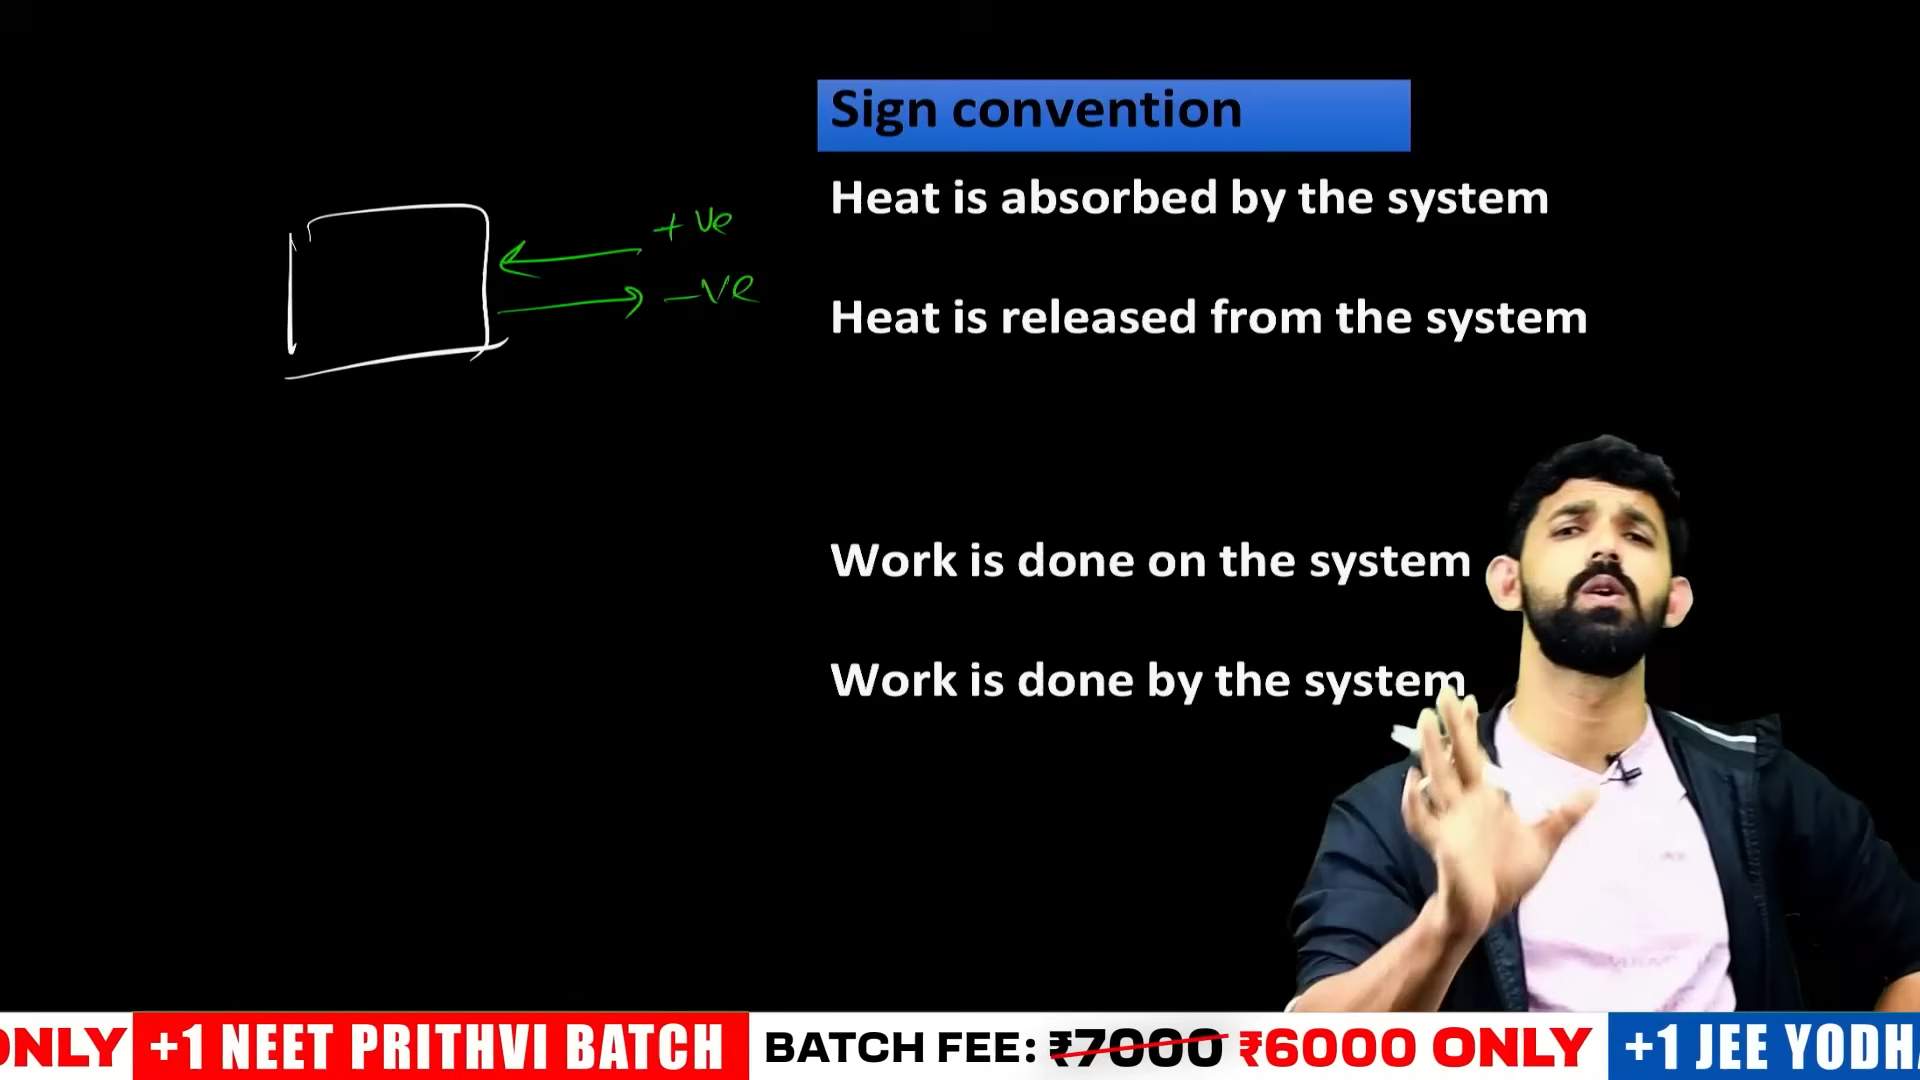 Sign convention
Heat is absorbed by the system
+ve
-ve
Heat is released from the system
Work is done on the system
Work is done by the system
ONLY +1 NEET PRITHVI BATCH BATCH FEE: ₹7000 ₹6000 ONLY +1 JEE YODHA